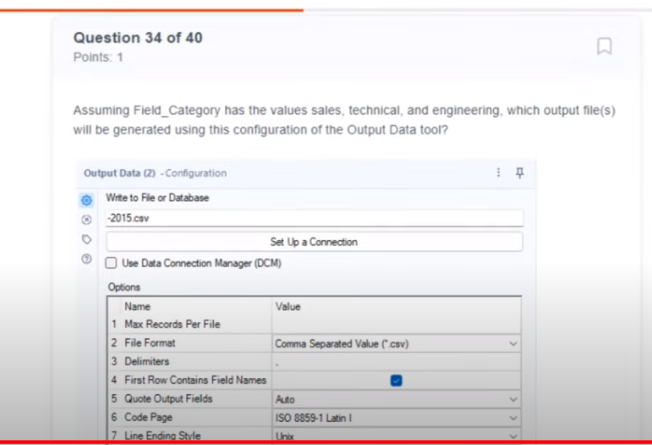 Question 34 of 40
Points: 1
Assuming Field_Category has the values sales, technical, and engineering, which output file(s)
will be generated using this configuration of the Output Data tool?
Output Data (2) - Configuration
Write to File or Database
-2015.csv
Set Up a Connection
Use Data Connection Manager (DCM)
Options
Name Value
1 Max Records Per File
2 File Format Comma Separated Value (*.csv)
3 Delimiters ,
4 First Row Contains Field Names
5 Quote Output Fields Auto
6 Code Page ISO 8859-1 Latin I
7 Line Ending Style Unix